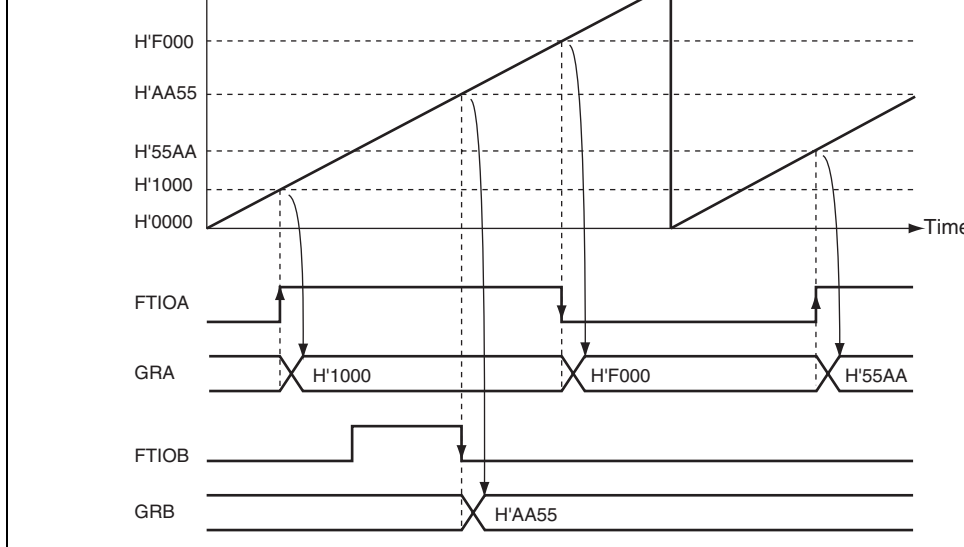 H'F000
H'AA55
H'55AA
H'1000
H'0000
Time
FTIOA
GRA
H'1000
H'F000
H'55AA
FTIOB
GRB
H'AA55